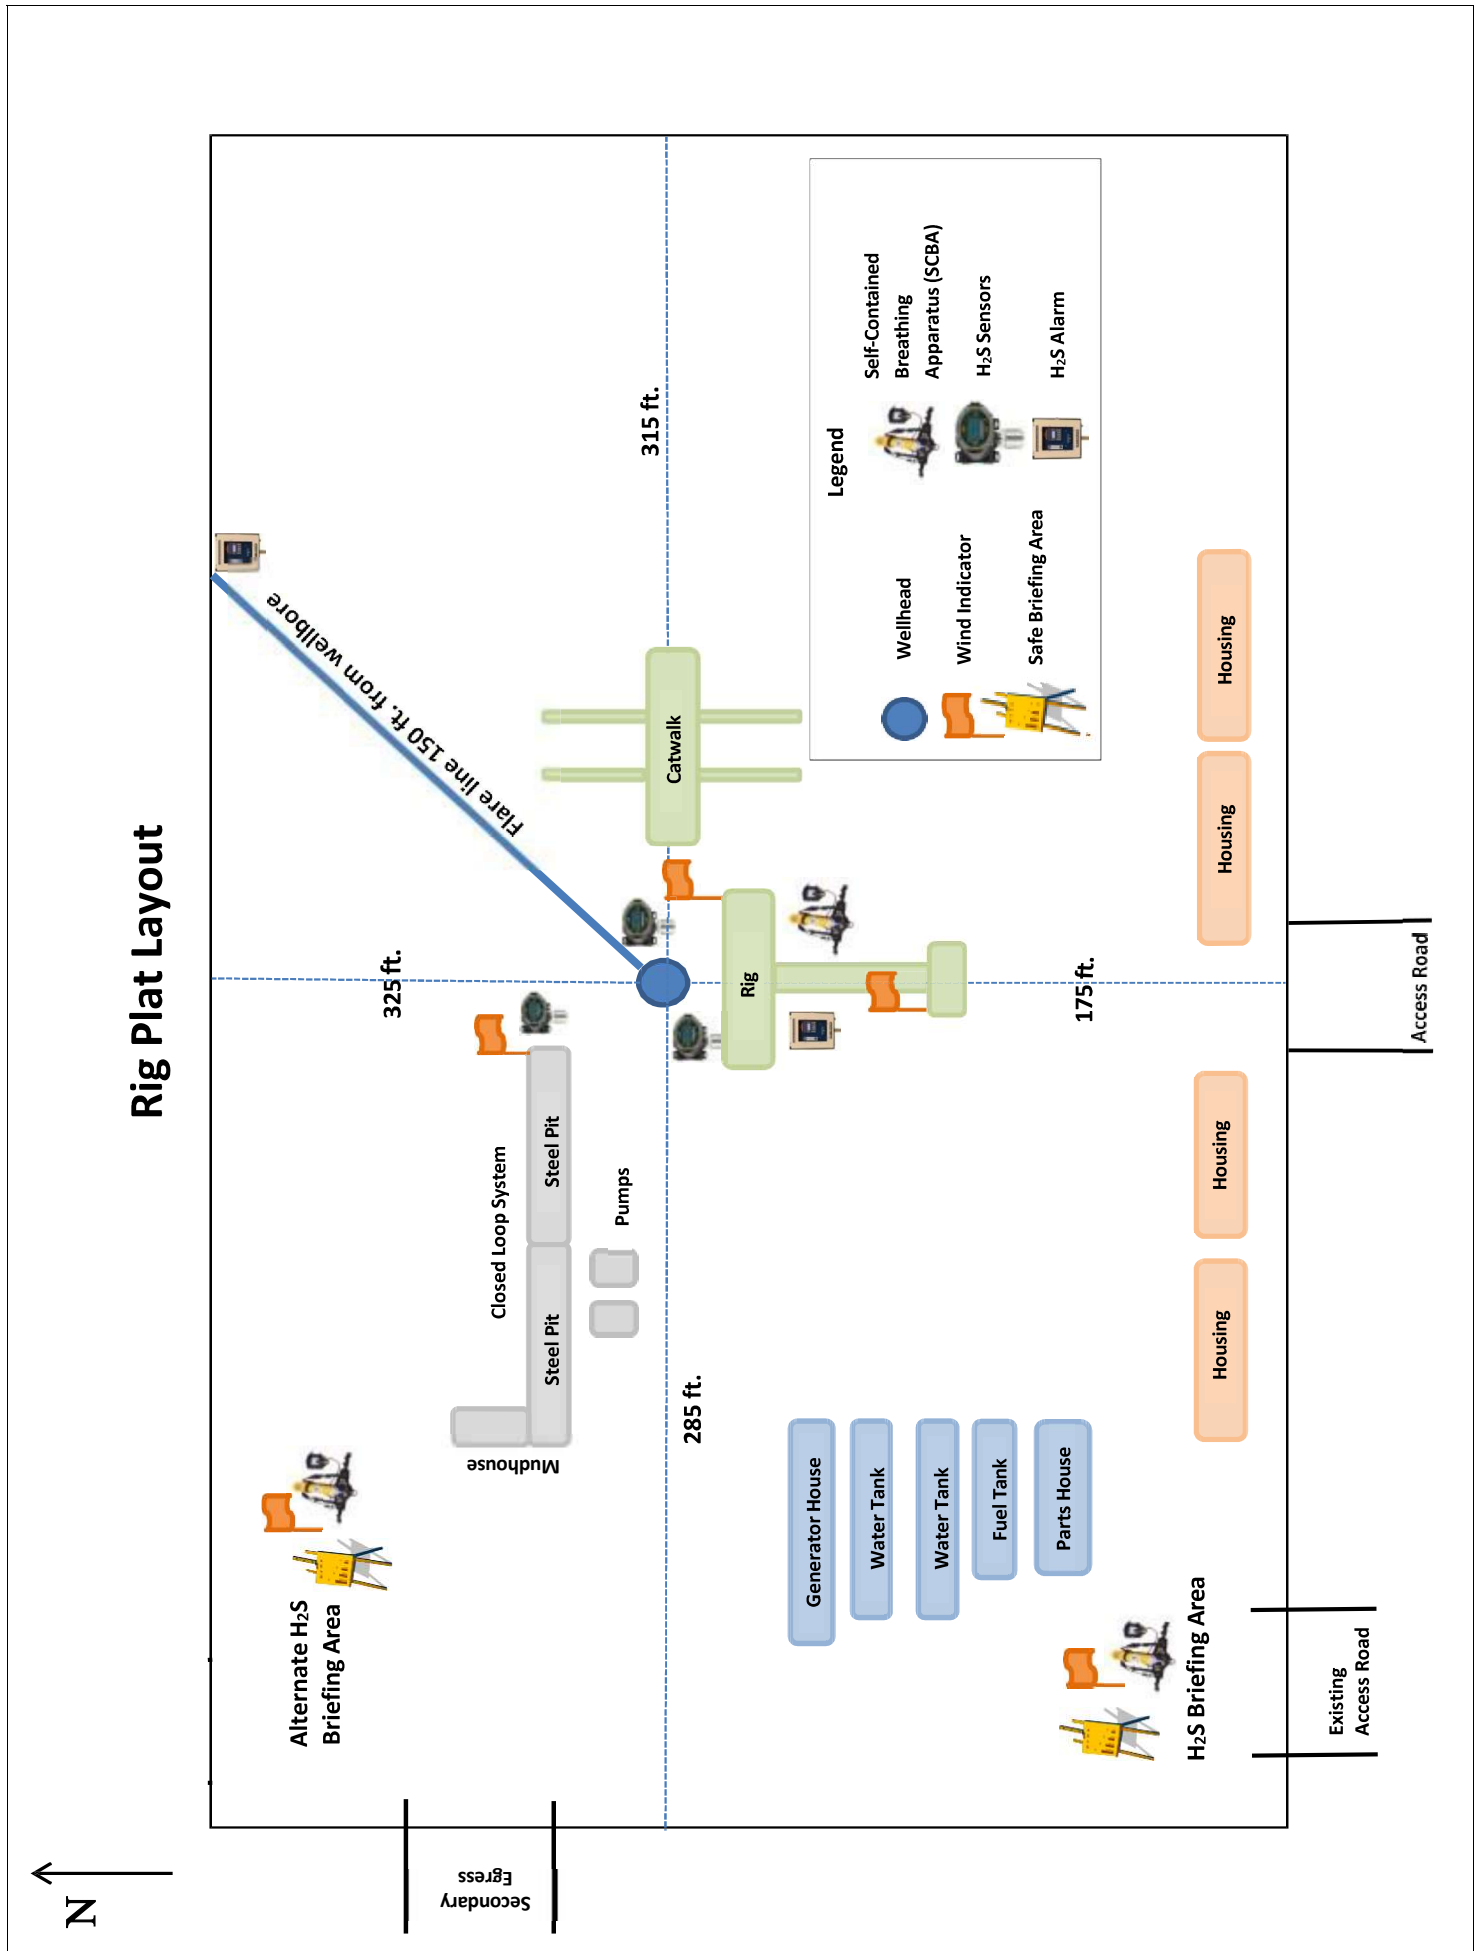 Rig Plat Layout
N
325 ft.
315 ft.
285 ft.
175 ft.
Flare line 150 ft. from wellbore
Alternate H₂S
Briefing Area
Mudhouse
Closed Loop System
Steel Pit
Steel Pit
Pumps
Catwalk
Rig
Secondary
Egress
Generator House
Water Tank
Water Tank
Fuel Tank
Parts House
H₂S Briefing Area
Housing
Housing
Housing
Housing
Existing
Access Road
Access Road
Legend
Wellhead
Wind Indicator
Safe Briefing Area
Self-Contained
Breathing
Apparatus (SCBA)
H₂S Sensors
H₂S Alarm